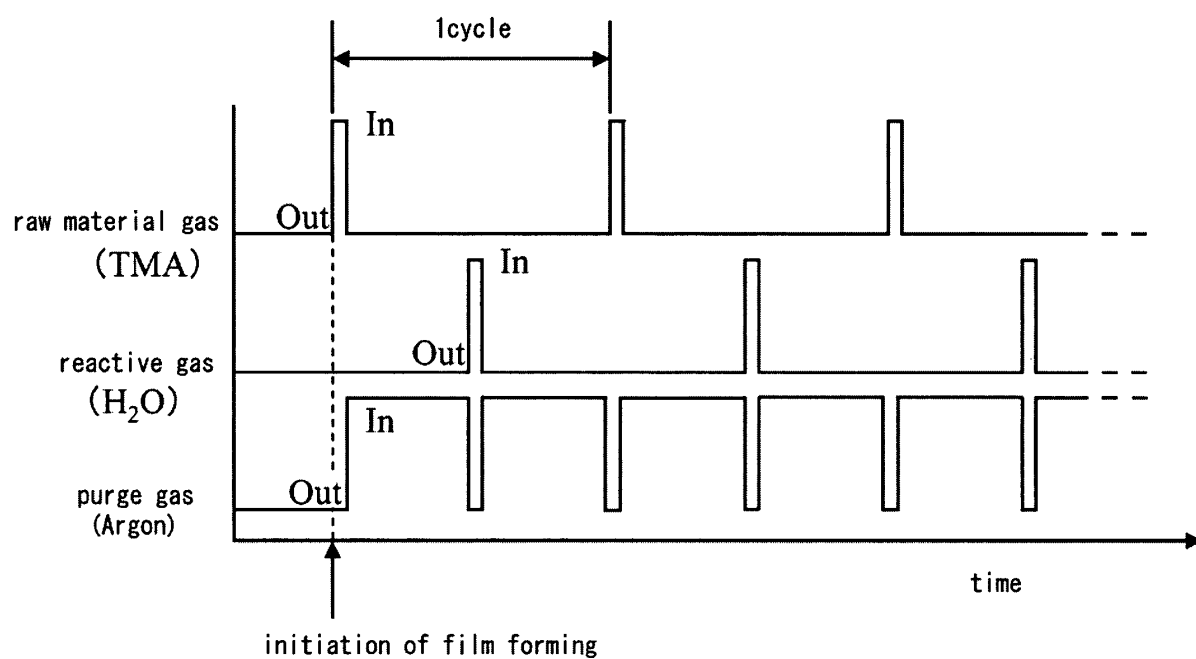 1cycle
In
Out
raw material gas
(TMA)
In
Out
reactive gas
(H₂O)
In
Out
purge gas
(Argon)
time
initiation of film forming